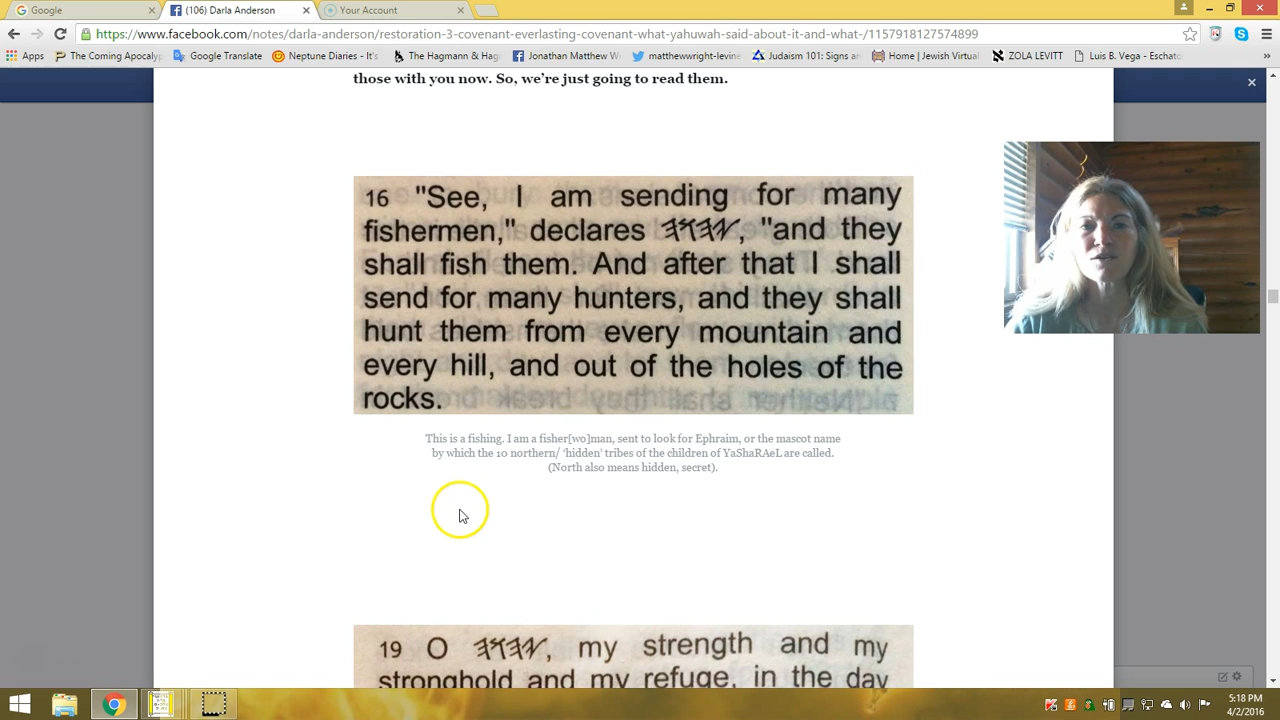 Google
(106) Darla Anderson
Your Account
https://www.facebook.com/notes/darla-anderson/restoration-3-covenant-everlasting-covenant-what-yahuwah-said-about-it-and-what-/1157918127574899
Apps
The Coming Apocalyp
Google Translate
Neptune Diaries - It's
The Hagmann & Hag
Jonathan Matthew W
mattheewwright-levine
Judaism 101: Signs an
Home | Jewish Virtual
ZOLA LEVITT
Luis B. Vega - Eschato
those with you now. So, we're just going to read them.
16 "See, I am sending for many
fishermen," declares 𐤉𐤄𐤅𐤄, "and they
shall fish them. And after that I shall
send for many hunters, and they shall
hunt them from every mountain and
every hill, and out of the holes of the
rocks.
This is a fishing. I am a fisher[wo]man, sent to look for Ephraim, or the mascot name
by which the 10 northern/ 'hidden' tribes of the children of YaShaRAeL are called.
(North also means hidden, secret).
19 O 𐤉𐤄𐤅𐤄, my strength and my
stronghold and my refuge, in the day
5:18 PM
4/2/2016